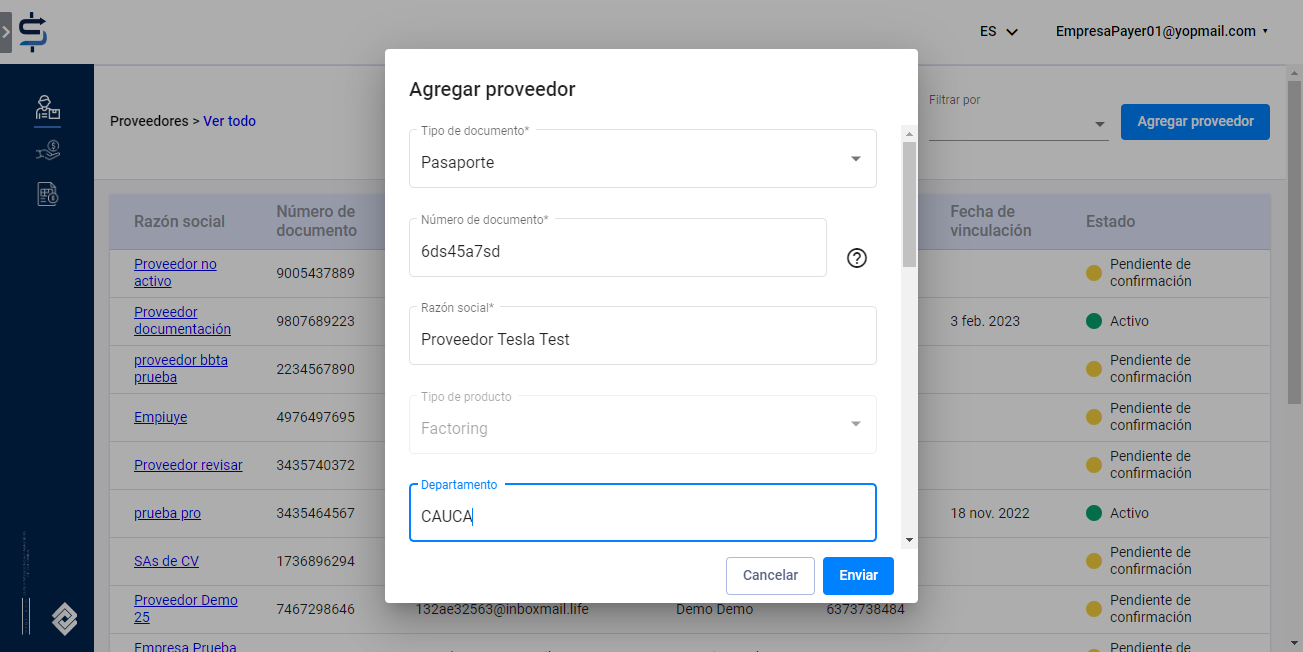 ES
EmpresaPayer01@yopmail.com
Proveedores > Ver todo
Filtrar por
Agregar proveedor
Agregar proveedor
Tipo de documento*
Pasaporte
Número de documento*
6ds45a7sd
Razón social*
Proveedor Tesla Test
Tipo de producto
Factoring
Departamento
CAUCA
Cancelar
Enviar
Razón social
Número de
documento
Fecha de
vinculación
Estado
Proveedor no
activo
9005437889
Pendiente de
confirmación
Proveedor
documentación
9807689223
3 feb. 2023
Activo
proveedor bbta
prueba
2234567890
Pendiente de
confirmación
Empiuye
4976497695
Pendiente de
confirmación
Proveedor revisar
3435740372
Pendiente de
confirmación
prueba pro
3435464567
18 nov. 2022
Activo
SAs de CV
1736896294
Pendiente de
confirmación
Proveedor Demo
25
7467298646
132ae32563@inboxmail.life
Demo Demo
6373738484
Pendiente de
confirmación
Empresa Prueba
Pendiente de